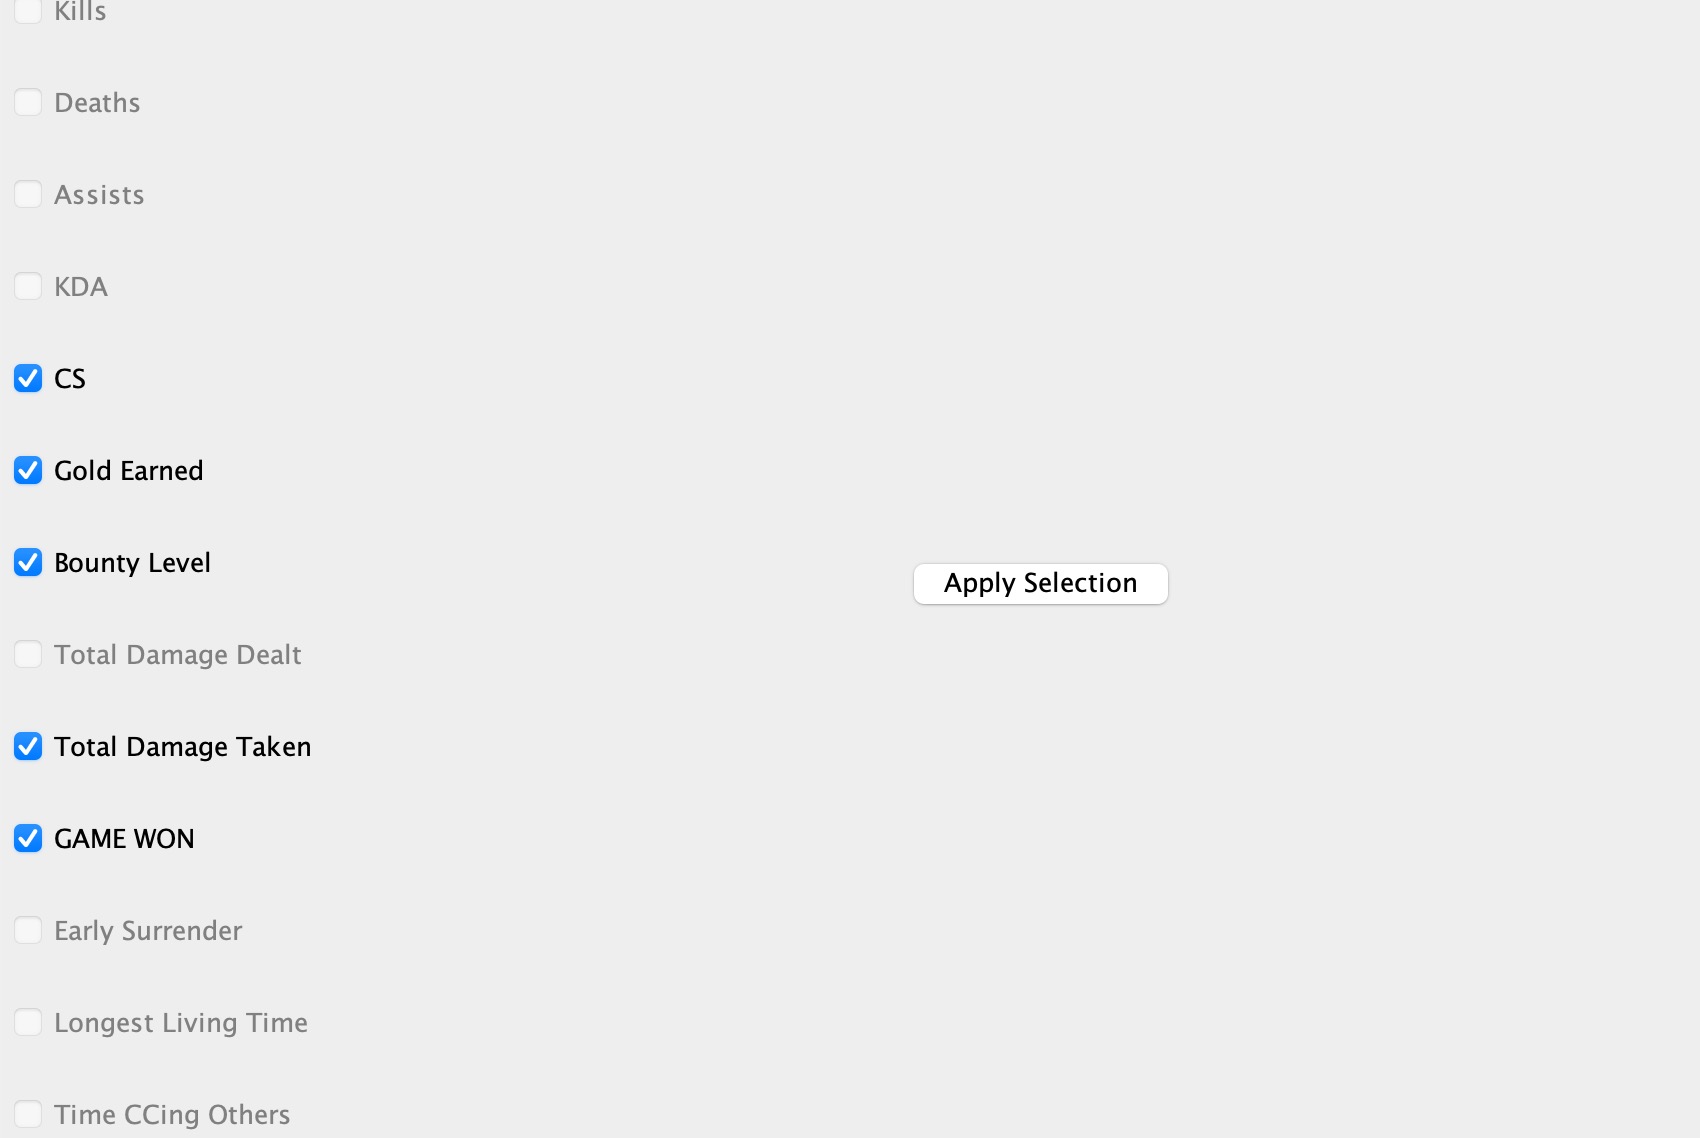 Kills
Deaths
Assists
KDA
CS
Gold Earned
Bounty Level
Apply Selection
Total Damage Dealt
Total Damage Taken
GAME WON
Early Surrender
Longest Living Time
Time CCing Others